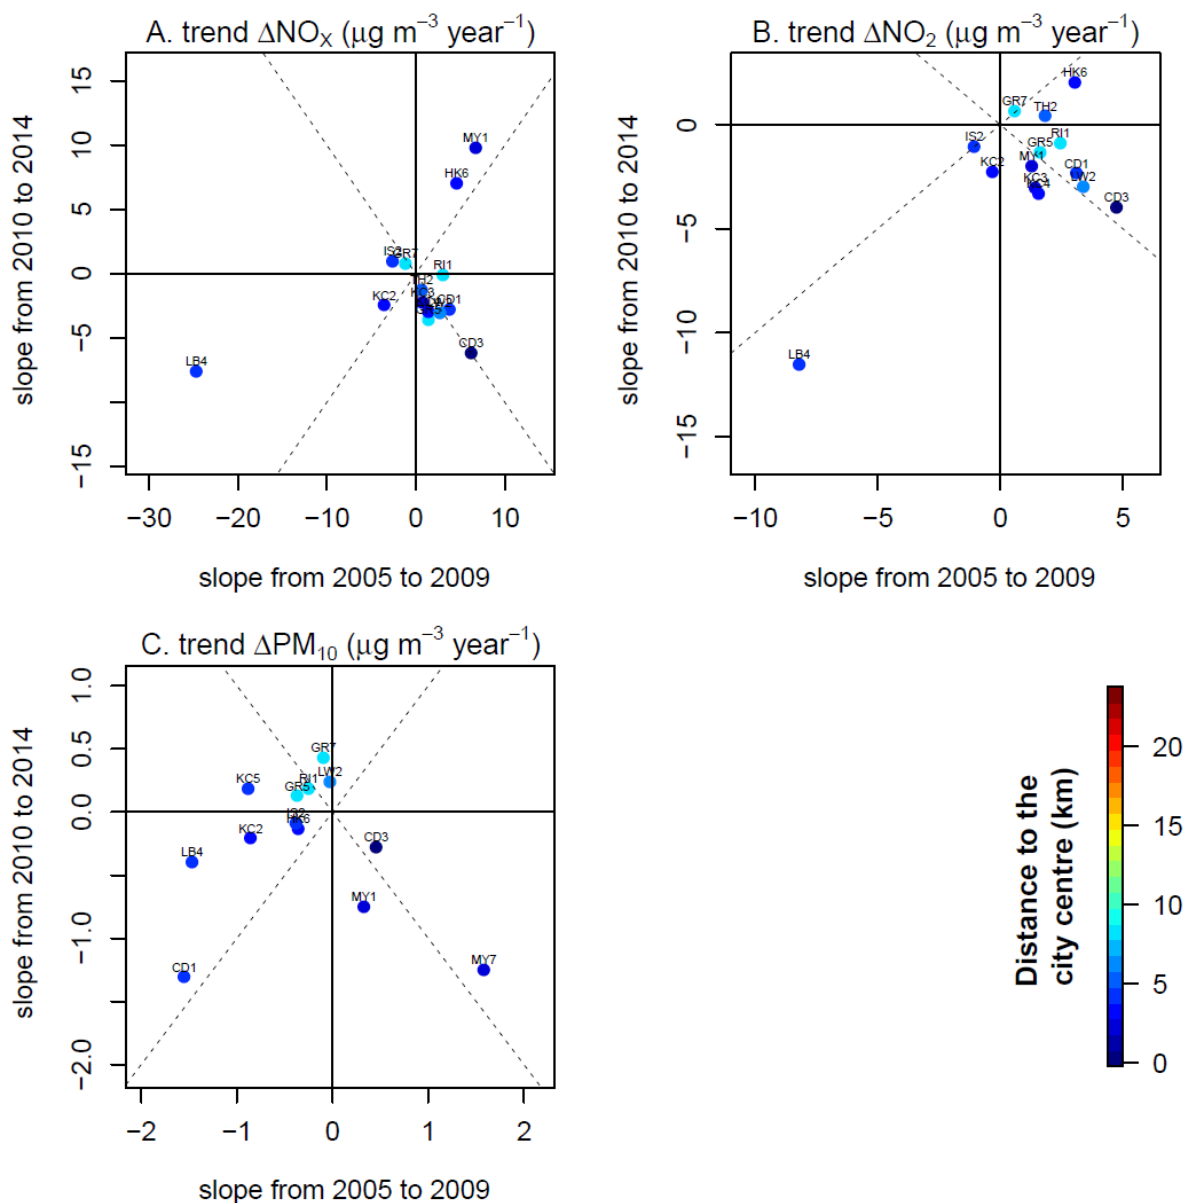 A. trend ΔNOX (μg m−3 year−1)
slope from 2010 to 2014
15
10
5
0
−5
−15
MY1
HK6
IS2
GR7
RI1
TH2
KC2
KC3
CD1
GR5
CD3
LB4
−30
−20
−10
0
10
slope from 2005 to 2009
B. trend ΔNO2 (μg m−3 year−1)
slope from 2010 to 2014
0
−5
−10
−15
HK6
GR7
TH2
IS2
RI1
GR5
MY1
KC2
CD1
KC3
LW2
KC4
CD3
LB4
−10
−5
0
5
slope from 2005 to 2009
C. trend ΔPM10 (μg m−3 year−1)
slope from 2010 to 2014
1.0
0.5
0.0
−1.0
−2.0
GR7
LW2
KC5
RI1
GR5
IS2
HK6
KC2
CD3
LB4
MY1
CD1
MY7
−2
−1
0
1
2
slope from 2005 to 2009
Distance to the
city centre (km)
20
15
10
5
0